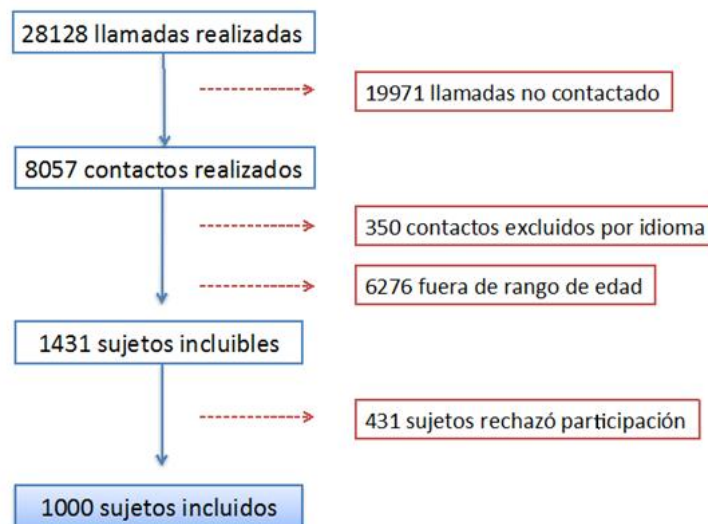 28128 llamadas realizadas
19971 llamadas no contactado
8057 contactos realizados
350 contactos excluidos por idioma
6276 fuera de rango de edad
1431 sujetos incluibles
431 sujetos rechazó participación
1000 sujetos incluidos